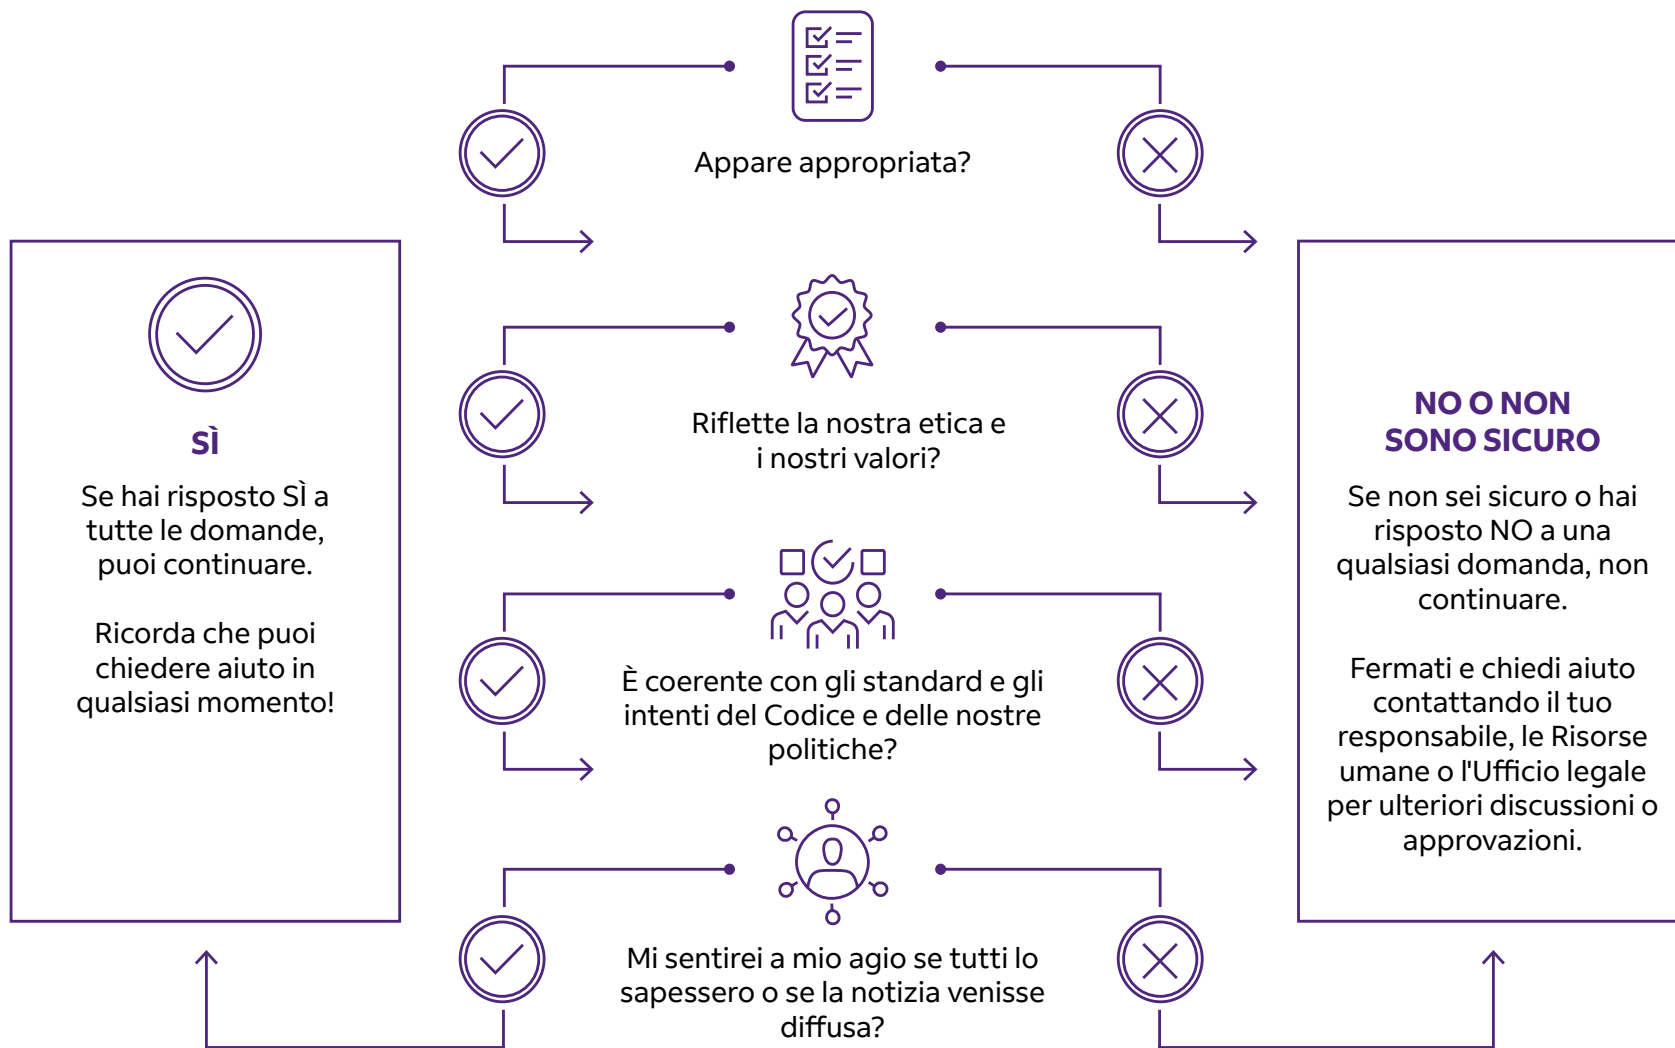 Appare appropriata?
Riflette la nostra etica e
i nostri valori?
È coerente con gli standard e gli
intenti del Codice e delle nostre
politiche?
Mi sentirei a mio agio se tutti lo
sapessero o se la notizia venisse
diffusa?
SÌ
Se hai risposto SÌ a
tutte le domande,
puoi continuare.
Ricorda che puoi
chiedere aiuto in
qualsiasi momento!
NO O NON
SONO SICURO
Se non sei sicuro o hai
risposto NO a una
qualsiasi domanda, non
continuare.
Fermati e chiedi aiuto
contattando il tuo
responsabile, le Risorse
umane o l'Ufficio legale
per ulteriori discussioni o
approvazioni.